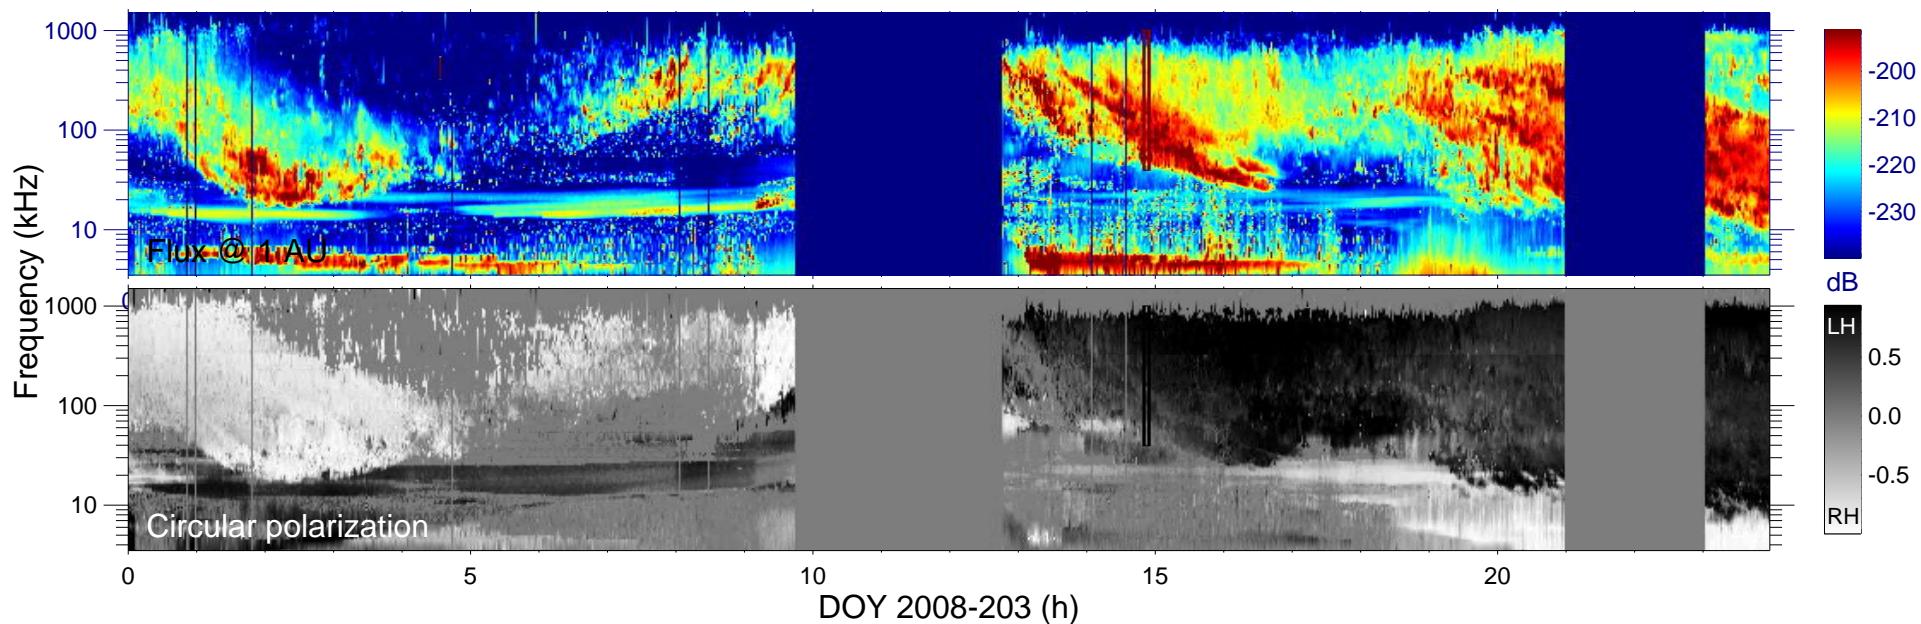 1000
100
10
Flux @ 1 AU
-200
-210
-220
-230
dB
Frequency (kHz)
0
1000
100
10
Circular polarization
LH
0.5
0.0
-0.5
RH
0 5 10 15 20
DOY 2008-203 (h)